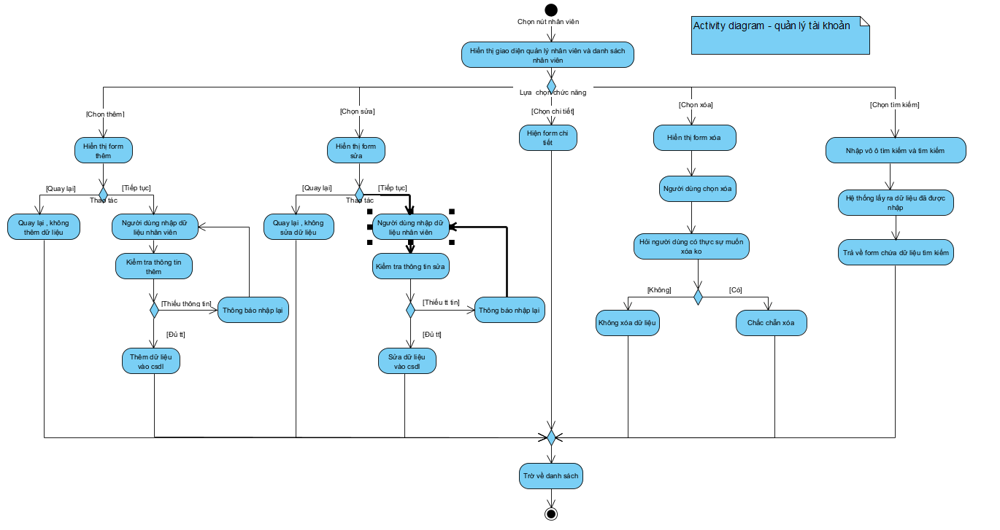 Chọn nút nhân viên
Activity diagram - quản lý tài khoản
Hiển thị giao diện quản lý nhân viên và danh sách
nhân viên
Lựa chọn chức năng
[Chọn thêm]
[Chọn sửa]
[Chọn chi tiết]
[Chọn xóa]
[Chọn tìm kiếm]
Hiển thị form
thêm
Hiển thị form
sửa
Hiện form chi
tiết
Hiển thị form xóa
Nhập vô ô tìm kiếm và tìm kiếm
[Quay lại]
[Tiếp tục]
Thao tác
[Quay lại]
[Tiếp tục]
Thao tác
Người dùng chọn xóa
Hệ thống lấy ra dữ liệu đã được
nhập
Quay lại , không
thêm dữ liệu
Người dùng nhập dữ
liệu nhân viên
Quay lại , không
sửa dữ liệu
Người dùng nhập dữ
liệu nhân viên
Hỏi người dùng có thực sự muốn
xóa ko
Trả về form chứa dữ liệu tìm kiếm
Kiểm tra thông tin
thêm
Kiểm tra thông tin sửa
[Không]
[Có]
[Thiếu thông tin]
Thông báo nhập lại
[Thiếu tt tin]
Thông báo nhập lại
Không xóa dữ liệu
Chắc chẵn xóa
[Đủ tt]
[Đủ tt]
Thêm dữ liệu
vào csdl
Sửa dữ liệu
vào csdl
Trở về danh sách